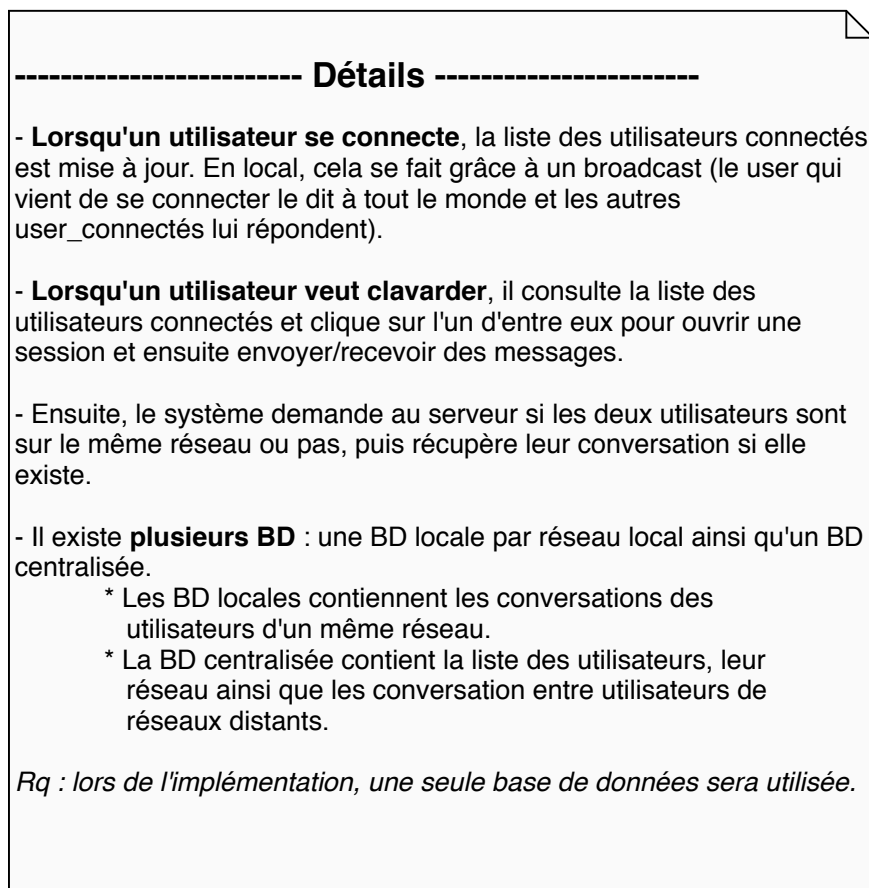 ------------------------- Détails -----------------------
- Lorsqu'un utilisateur se connecte, la liste des utilisateurs connectés
est mise à jour. En local, cela se fait grâce à un broadcast (le user qui
vient de se connecter le dit à tout le monde et les autres
user_connectés lui répondent).
- Lorsqu'un utilisateur veut clavarder, il consulte la liste des
utilisateurs connectés et clique sur l'un d'entre eux pour ouvrir une
session et ensuite envoyer/recevoir des messages.
- Ensuite, le système demande au serveur si les deux utilisateurs sont
sur le même réseau ou pas, puis récupère leur conversation si elle
existe.
- Il existe plusieurs BD : une BD locale par réseau local ainsi qu'un BD
centralisée.
* Les BD locales contiennent les conversations des
utilisateurs d'un même réseau.
* La BD centralisée contient la liste des utilisateurs, leur
réseau ainsi que les conversation entre utilisateurs de
réseaux distants.
Rq : lors de l'implémentation, une seule base de données sera utilisée.